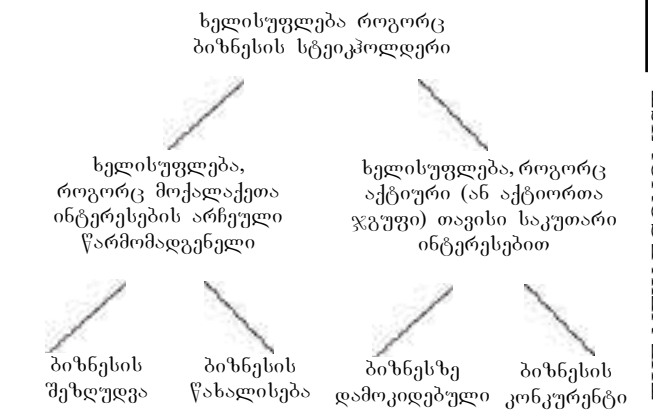 ხელისუფლება როგორც
ბიზნესის სტეიკჰოლდერი
ხელისუფლება,
როგორც მოქალაქეთა
ინტერესების არჩეული
წარმომადგენელი
ხელისუფლება, როგორც
აქტიური (ან აქტიორთა
ჯგუფი) თავისი საკუთარი
ინტერესებით
ბიზნესის
შეზღუდვა
ბიზნესის
წახალისება
ბიზნესზე
დამოკიდებული
ბიზნესის
კონკურენტი